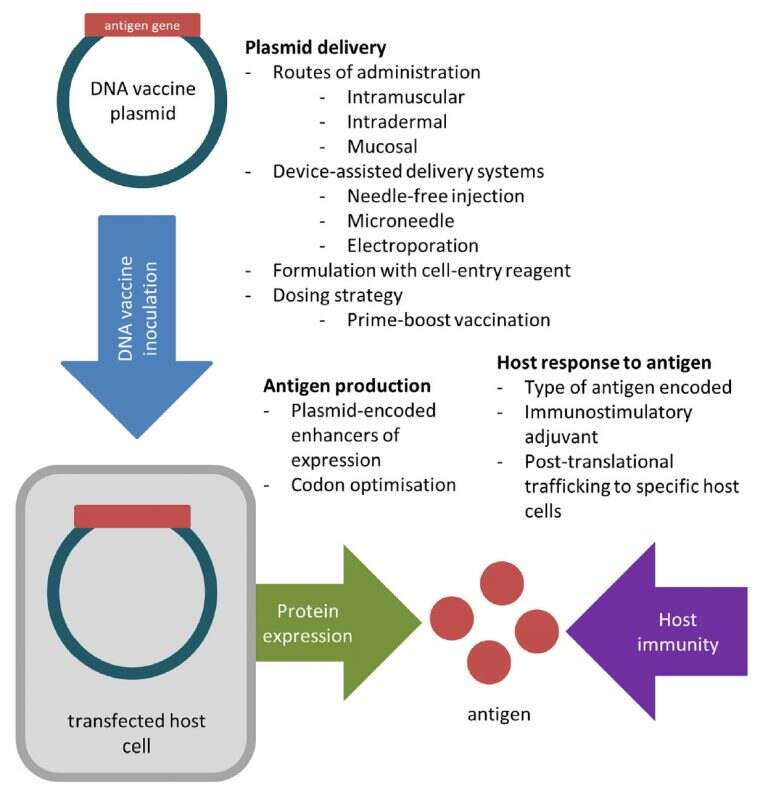 antigen gene
DNA vaccine
plasmid
Plasmid delivery
- Routes of administration
- Intramuscular
- Intradermal
- Mucosal
- Device-assisted delivery systems
- Needle-free injection
- Microneedle
- Electroporation
- Formulation with cell-entry reagent
- Dosing strategy
- Prime-boost vaccination
DNA vaccine
inoculation
Antigen production
- Plasmid-encoded
enhancers of
expression
- Codon optimisation
Host response to antigen
- Type of antigen encoded
- Immunostimulatory
adjuvant
- Post-translational
trafficking to specific host
cells
transfected host
cell
Protein
expression
antigen
Host
immunity